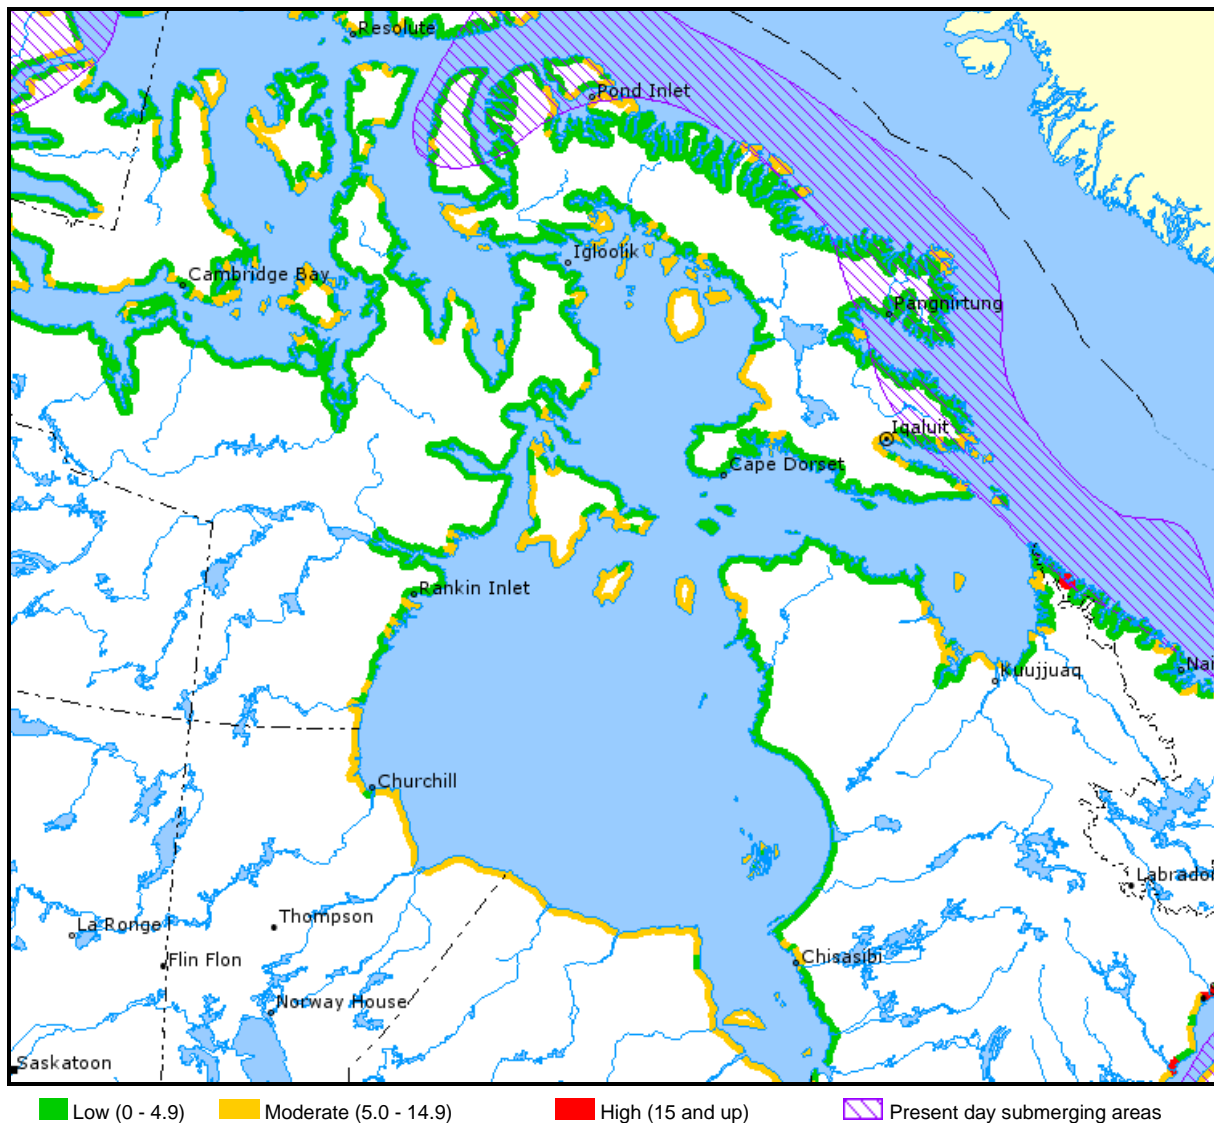 Resolute
Pond Inlet
Igloolik
Cambridge Bay
Pangnirtung
Iqaluit
Cape Dorset
Rankin Inlet
Kuujjuaq
Nai
Churchill
Labrador
La Ronge
Thompson
Flin Flon
Chisasibi
Norway House
Saskatoon
Low (0 - 4.9) Moderate (5.0 - 14.9) High (15 and up) Present day submerging areas